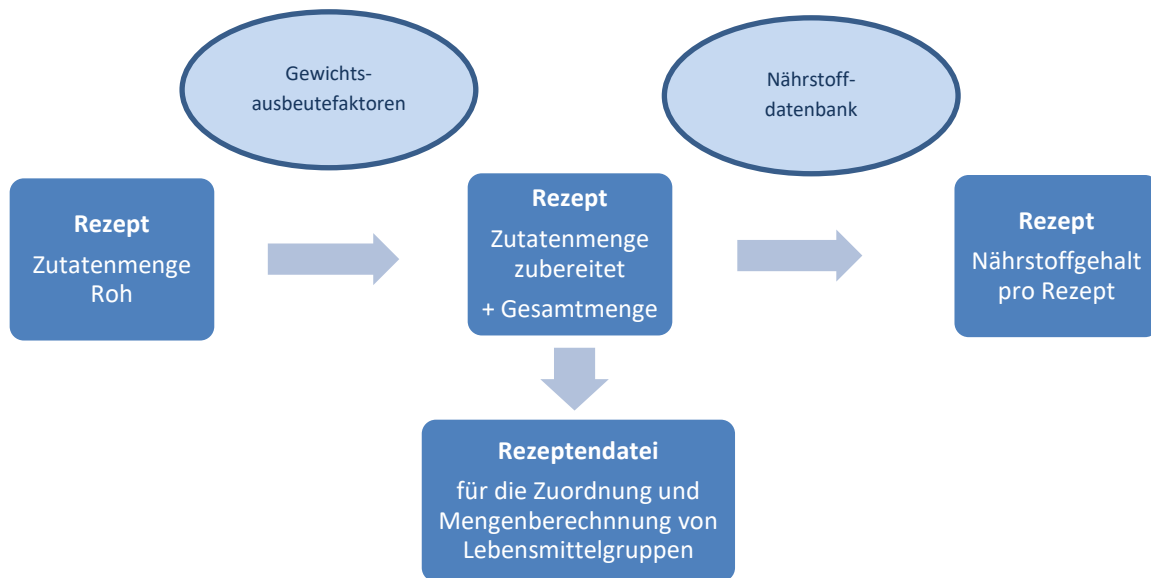 Gewichts-
ausbeutefaktoren
Nährstoff-
datenbank
Rezept
Zutatenmenge
Roh
Rezept
Zutatenmenge
zubereitet
+ Gesamtmenge
Rezept
Nährstoffgehalt
pro Rezept
Rezeptendatei
für die Zuordnung und
Mengenberechnnung von
Lebensmittelgruppen